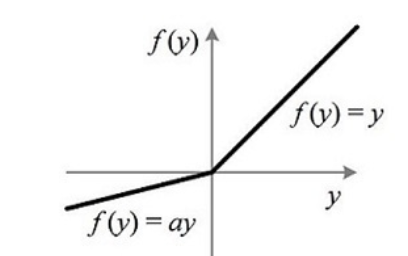 f(y)
f(y) = y
y
f(y) = ay